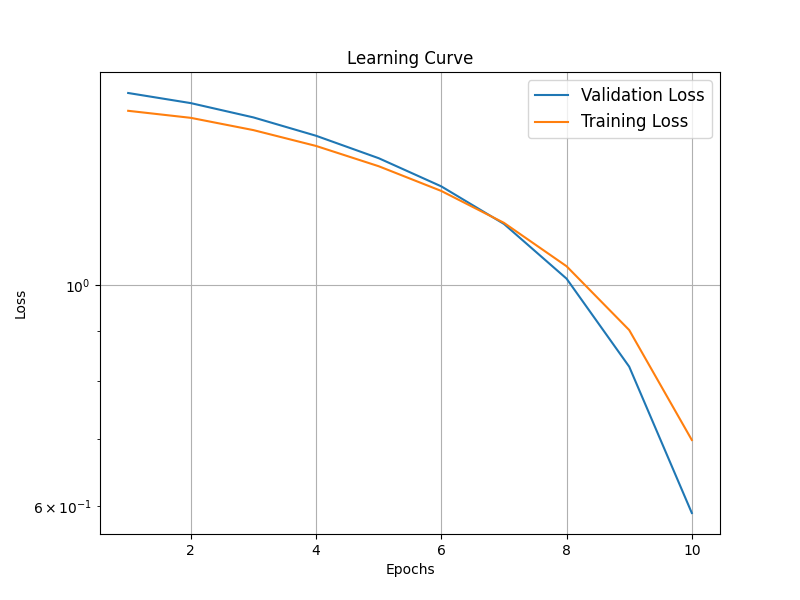 Learning Curve
Validation Loss
Training Loss
Loss
10⁰
6 × 10⁻¹
2 4 6 8 10
Epochs